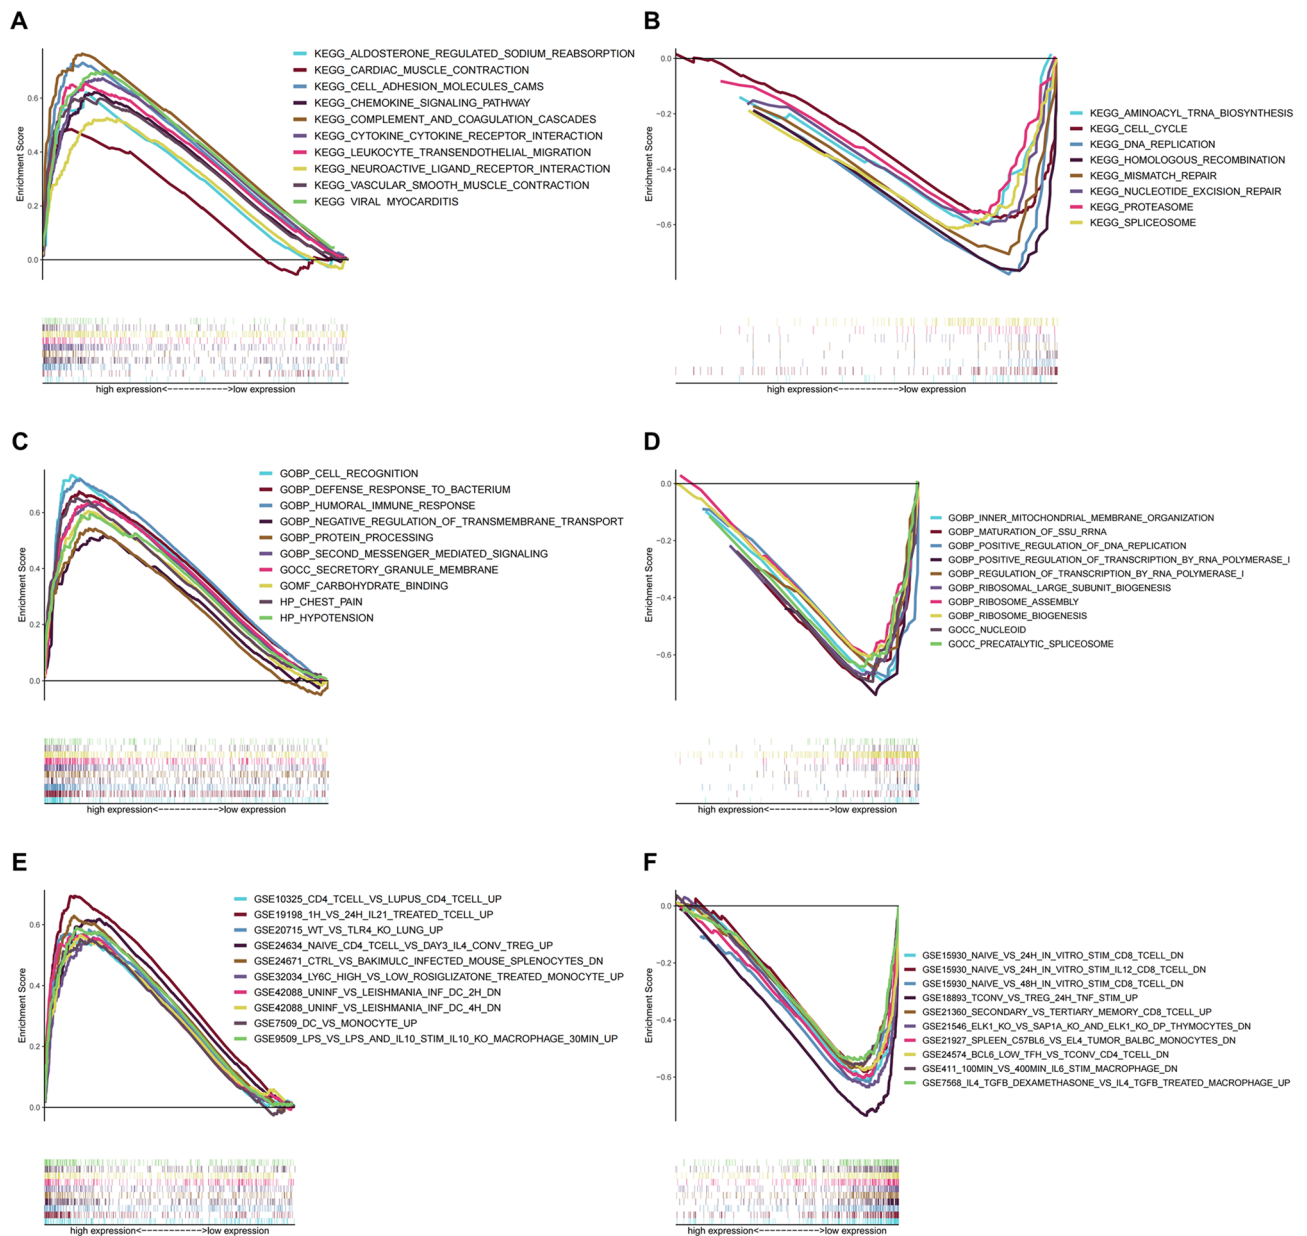 A
Enrichment Score
0.6
0.4
0.2
0.0
KEGG_ALDOSTERONE_REGULATED_SODIUM_REABSORPTION
KEGG_CARDIAC_MUSCLE_CONTRACTION
KEGG_CELL_ADHESION_MOLECULES_CAMS
KEGG_CHEMOKINE_SIGNALING_PATHWAY
KEGG_COMPLEMENT_AND_COAGULATION_CASCADES
KEGG_CYTOKINE_CYTOKINE_RECEPTOR_INTERACTION
KEGG_LEUKOCYTE_TRANSENDOTHELIAL_MIGRATION
KEGG_NEUROACTIVE_LIGAND_RECEPTOR_INTERACTION
KEGG_VASCULAR_SMOOTH_MUSCLE_CONTRACTION
KEGG_VIRAL_MYOCARDITIS
high expression<----------->low expression
B
Enrichment Score
0.0
−0.2
−0.4
−0.6
KEGG_AMINOACYL_TRNA_BIOSYNTHESIS
KEGG_CELL_CYCLE
KEGG_DNA_REPLICATION
KEGG_HOMOLOGOUS_RECOMBINATION
KEGG_MISMATCH_REPAIR
KEGG_NUCLEOTIDE_EXCISION_REPAIR
KEGG_PROTEASOME
KEGG_SPLICEOSOME
high expression<----------->low expression
C
Enrichment Score
0.6
0.4
0.2
0.0
GOBP_CELL_RECOGNITION
GOBP_DEFENSE_RESPONSE_TO_BACTERIUM
GOBP_HUMORAL_IMMUNE_RESPONSE
GOBP_NEGATIVE_REGULATION_OF_TRANSMEMBRANE_TRANSPORT
GOBP_PROTEIN_PROCESSING
GOBP_SECOND_MESSENGER_MEDIATED_SIGNALING
GOCC_SECRETORY_GRANULE_MEMBRANE
GOMF_CARBOHYDRATE_BINDING
HP_CHEST_PAIN
HP_HYPOTENSION
high expression<----------->low expression
D
Enrichment Score
0.0
−0.2
−0.4
−0.6
GOBP_INNER_MITOCHONDRIAL_MEMBRANE_ORGANIZATION
GOBP_MATURATION_OF_SSU_RRNA
GOBP_POSITIVE_REGULATION_OF_DNA_REPLICATION
GOBP_POSITIVE_REGULATION_OF_TRANSCRIPTION_BY_RNA_POLYMERASE_I
GOBP_REGULATION_OF_TRANSCRIPTION_BY_RNA_POLYMERASE_I
GOBP_RIBOSOMAL_LARGE_SUBUNIT_BIOGENESIS
GOBP_RIBOSOME_ASSEMBLY
GOBP_RIBOSOME_BIOGENESIS
GOCC_NUCLEOID
GOCC_PRECATALYTIC_SPLICEOSOME
high expression<----------->low expression
E
Enrichment Score
0.6
0.4
0.2
0.0
GSE10325_CD4_TCELL_VS_LUPUS_CD4_TCELL_UP
GSE19198_1H_VS_24H_IL21_TREATED_TCELL_UP
GSE20715_WT_VS_TLR4_KO_LUNG_UP
GSE24634_NAIVE_CD4_TCELL_VS_DAY3_IL4_CONV_TREG_UP
GSE24671_CTRL_VS_BAKIMULC_INFECTED_MOUSE_SPLENOCYTES_DN
GSE32034_LY6C_HIGH_VS_LOW_ROSIGLIZATONE_TREATED_MONOCYTE_UP
GSE42088_UNINF_VS_LEISHMANIA_INF_DC_2H_DN
GSE42088_UNINF_VS_LEISHMANIA_INF_DC_4H_DN
GSE7509_DC_VS_MONOCYTE_UP
GSE9509_LPS_VS_LPS_AND_IL10_STIM_IL10_KO_MACROPHAGE_30MIN_UP
high expression<----------->low expression
F
Enrichment Score
0.0
−0.2
−0.4
−0.6
GSE15930_NAIVE_VS_24H_IN_VITRO_STIM_CD8_TCELL_DN
GSE15930_NAIVE_VS_24H_IN_VITRO_STIM_IL12_CD8_TCELL_DN
GSE15930_NAIVE_VS_48H_IN_VITRO_STIM_CD8_TCELL_DN
GSE18893_TCONV_VS_TREG_24H_TNF_STIM_UP
GSE21360_SECONDARY_VS_TERTIARY_MEMORY_CD8_TCELL_UP
GSE21546_ELK1_KO_VS_SAP1A_KO_AND_ELK1_KO_DP_THYMOCYTES_DN
GSE21927_SPLEEN_C57BL6_VS_EL4_TUMOR_BALBC_MONOCYTES_DN
GSE24574_BCL6_LOW_TFH_VS_TCONV_CD4_TCELL_DN
GSE411_100MIN_VS_400MIN_IL6_STIM_MACROPHAGE_DN
GSE7568_IL4_TGFB_DEXAMETHASONE_VS_IL4_TGFB_TREATED_MACROPHAGE_UP
high expression<----------->low expression